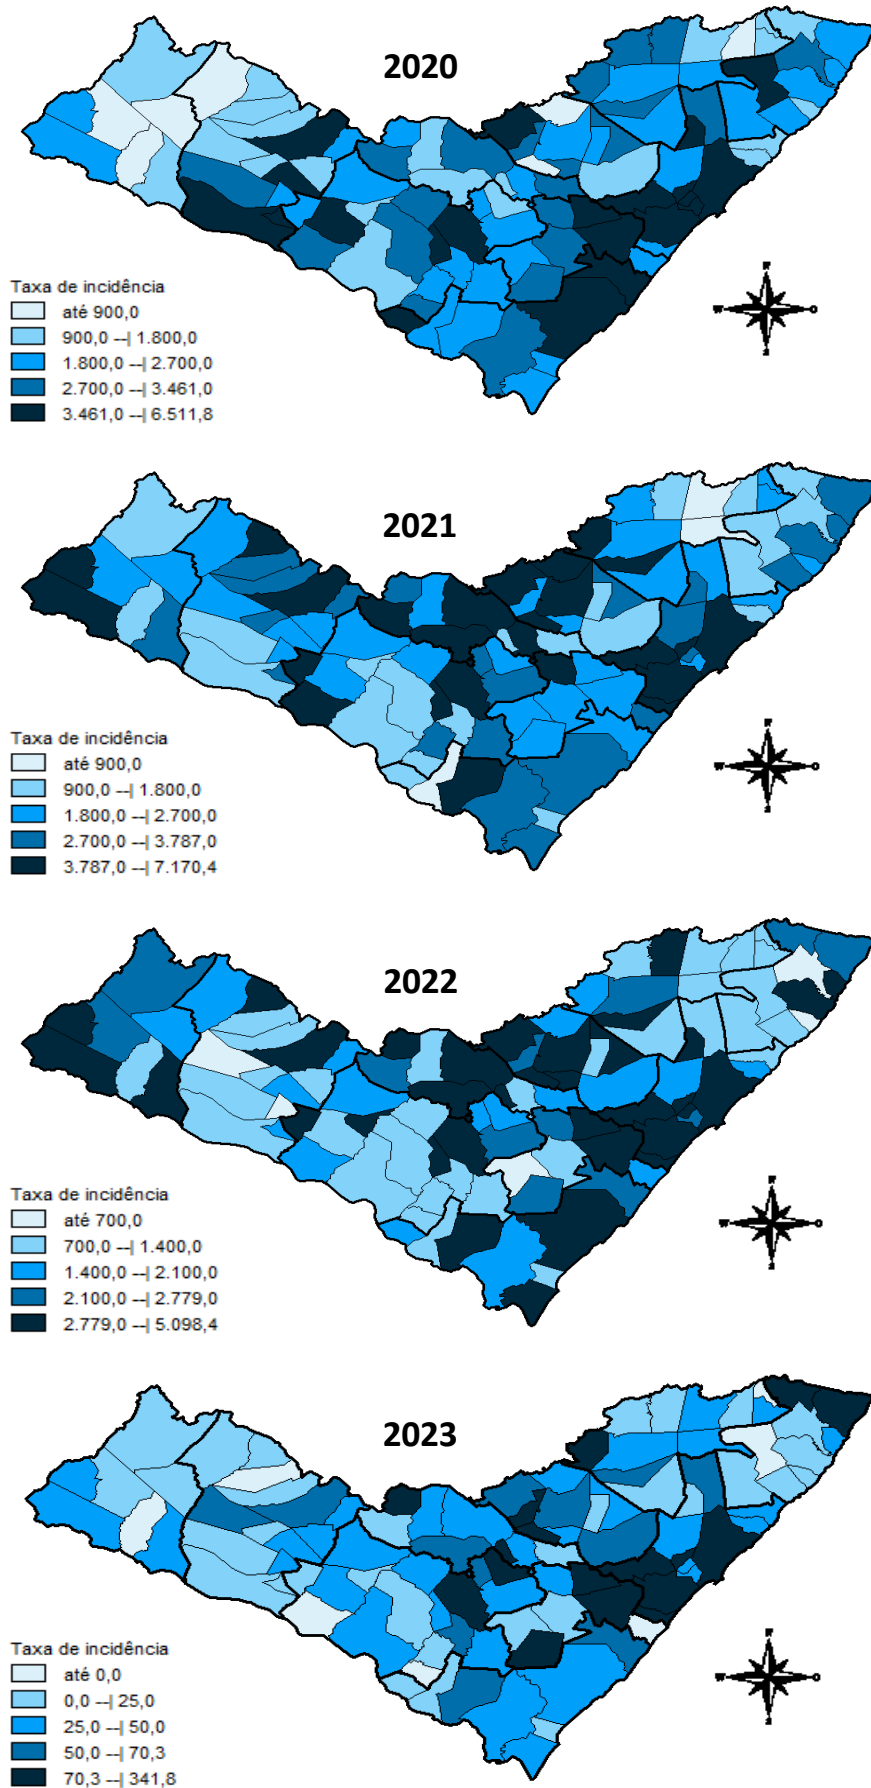 2020
Taxa de incidência
até 900,0
900,0 --| 1.800,0
1.800,0 --| 2.700,0
2.700,0 --| 3.461,0
3.461,0 --| 6.511,8
2021
Taxa de incidência
até 900,0
900,0 --| 1.800,0
1.800,0 --| 2.700,0
2.700,0 --| 3.787,0
3.787,0 --| 7.170,4
2022
Taxa de incidência
até 700,0
700,0 --| 1.400,0
1.400,0 --| 2.100,0
2.100,0 --| 2.779,0
2.779,0 --| 5.098,4
2023
Taxa de incidência
até 0,0
0,0 --| 25,0
25,0 --| 50,0
50,0 --| 70,3
70,3 --| 341,8